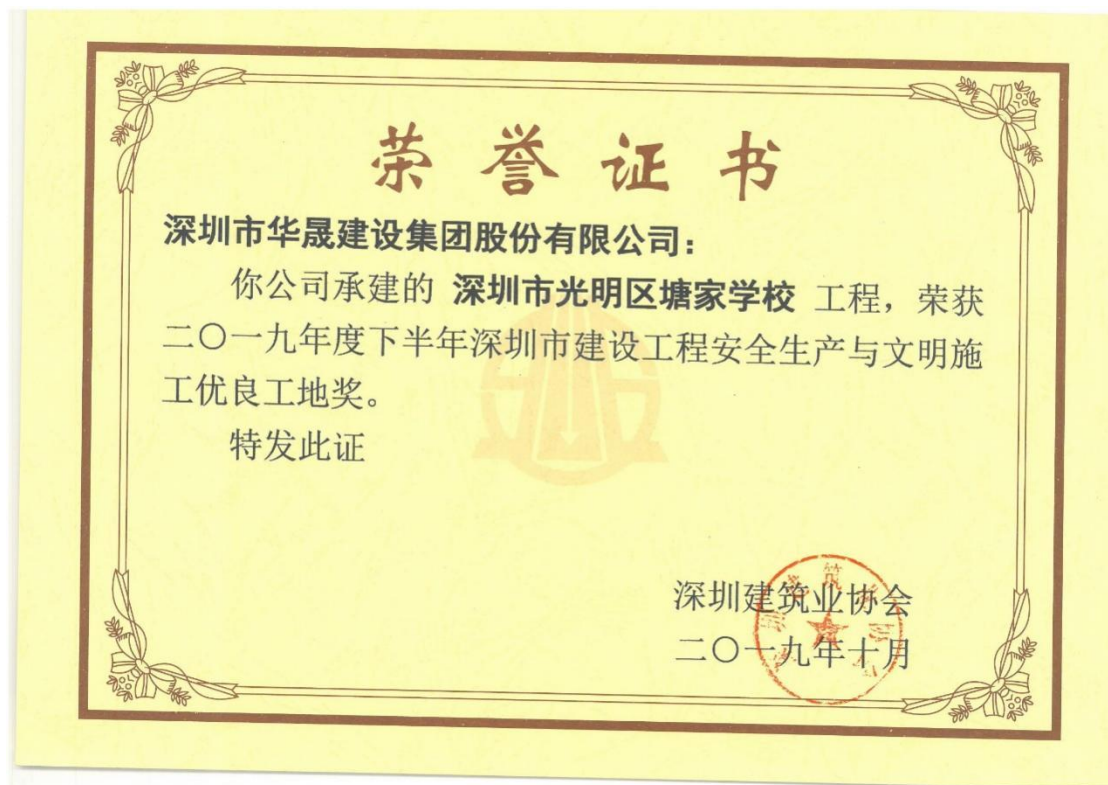 荣誉证书
深圳市华晟建设集团股份有限公司：
你公司承建的 深圳市光明区塘家学校 工程，荣获
二〇一九年度下半年深圳市建设工程安全生产与文明施
工优良工地奖。
特发此证
深圳建筑业协会
二〇一九年十月